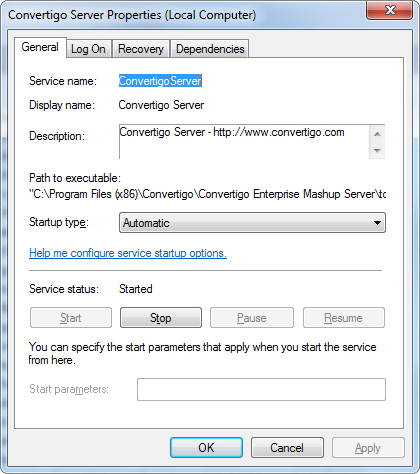 Convertigo Server Properties (Local Computer)
General Log On Recovery Dependencies
Service name: ConvertigoServer
Display name: Convertigo Server
Description: Convertigo Server - http://www.convertigo.com
Path to executable:
"C:\Program Files (x86)\Convertigo\Convertigo Enterprise Mashup Server\tc
Startup type: Automatic
Help me configure service startup options.
Service status: Started
Start Stop Pause Resume
You can specify the start parameters that apply when you start the service
from here.
Start parameters:
OK Cancel Apply